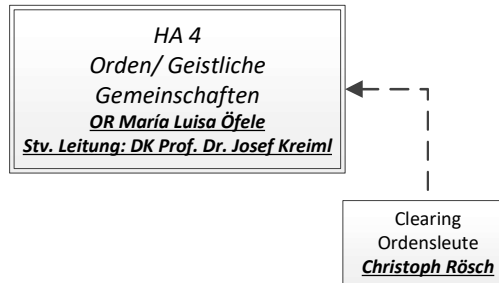 HA 4
Orden/ Geistliche
Gemeinschaften
OR María Luisa Öfele
Stv. Leitung: DK Prof. Dr. Josef Kreiml
Clearing
Ordensleute
Christoph Rösch